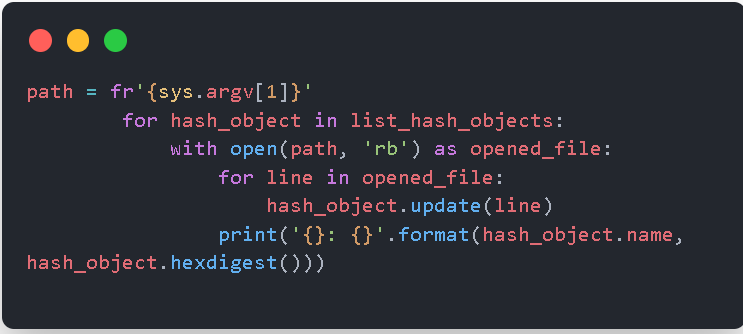 path = fr'{sys.argv[1]}'
        for hash_object in list_hash_objects:
            with open(path, 'rb') as opened_file:
                for line in opened_file:
                    hash_object.update(line)
                print('{}: {}'.format(hash_object.name,
hash_object.hexdigest()))